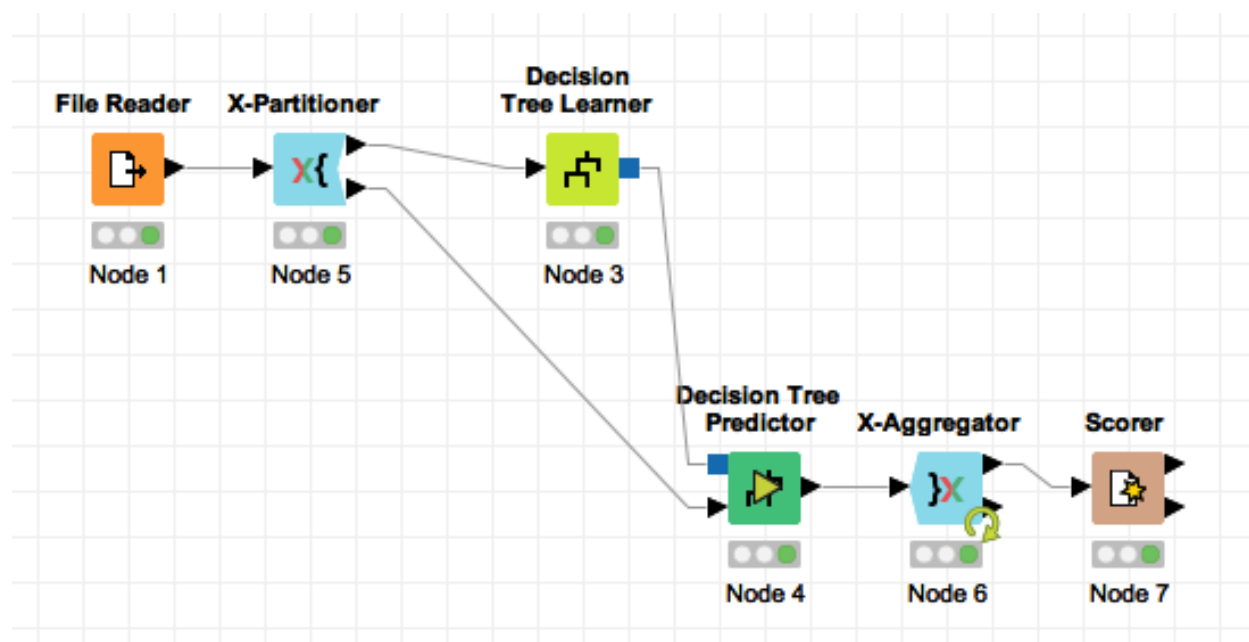 File Reader
X-Partitioner
Decision
Tree Learner
Node 1
Node 5
Node 3
Decision Tree
Predictor
X-Aggregator
Scorer
Node 4
Node 6
Node 7